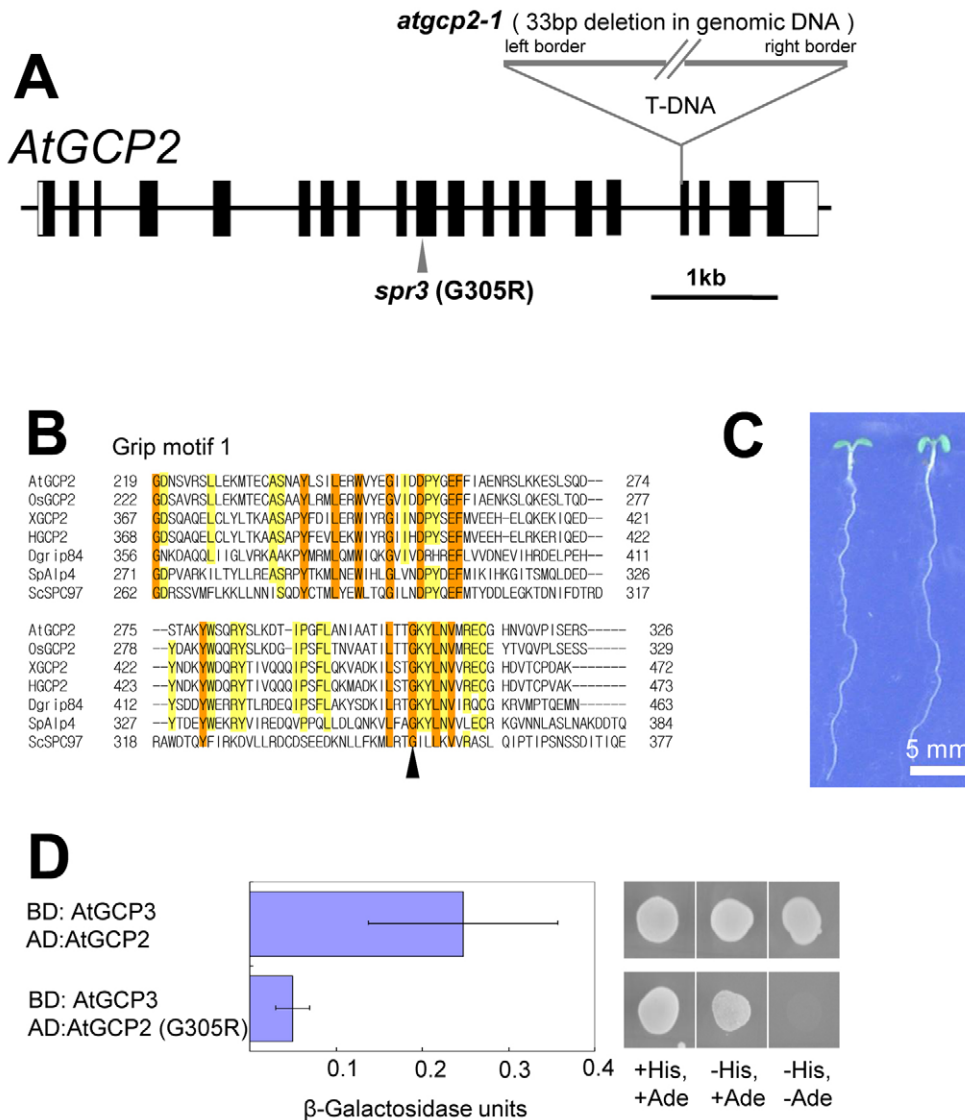 atgcp2-1 ( 33bp deletion in genomic DNA )
left border right border
A
T-DNA
AtGCP2
spr3 (G305R)
1kb
B
Grip motif 1
AtGCP2 219 GDNSVRSLLEKMTECASNAYLSILERWVYEGIIDDPYGEFFIAENRSLKKESLSQD-- 274
OsGCP2 222 GDSAVRSLLEKMTECASAAYLRMLERWVYEGVIDDPYGEFFIAENKSLQKESLTQD-- 277
XGCP2 367 GDSQAQELCLYLTKAASAPYFDILERWIYRGIINDPYSEFMVEEHH-ELQKEKIQED-- 421
HGCP2 368 GDSQAQELCLYLTKAASAPYFEVLEKWIYRGIIHDPYSEFMVEEHH-ELRKERIQED-- 422
Dgrip84 356 GNKDAQQLIIGLVRKAAKPYMRMLQMWIQKGVIVDRHREFLVVDNEVIHRDELPEH-- 411
SpAlp4 271 GDPVARKILTYLLREASRPYTKMLNEWIHLGLVNDPYDEFMIKIHKGITSMQLDED-- 326
ScSPC97 262 GDRSSVMFLKKLLNNISQDYCTMLYEWLTQGILNDPYQEFMTYDDLEGKTDNIFDTRD 317
AtGCP2 275 --STAKYWSQRYSLKDT-IPGFLANIAATILTTGKYLNVMRECG HNVQVPISERS------ 326
OsGCP2 278 --YDAKYWQQRYSLKDG-IPSFLTNVAATILTTGKYLNVMRECE YTVQVPLSESS------ 329
XGCP2 422 --YNDKYWDQRYTIVQQQIPSFLQKVADKILSTGKYLNVVRECG HDVTCPDAK-------- 472
HGCP2 423 --YNDKYWDQRYTIVQQQIPSFLQKMADKILSTGKYLNVVRECG HDVTCPVAK-------- 473
Dgrip84 412 --YSDDYWERRYTLRDEQIPSFLAKYSDKILRTGKYLNVIRQCG KRVMPTQEMN------- 463
SpAlp4 327 --YTDEYWEKRYVIREDQVPPQLLDLQNKVLFAGKYLNVVLECR KGVNNLASLNAKDDTQ 384
ScSPC97 318 RAWDTQYFIRKDVLLRDCDSEEDKNLLFKMLRTGILLKVVRASL QIPTIPSNSSDITIQE 377
C
5 mm
D
BD: AtGCP3
AD:AtGCP2
BD: AtGCP3
AD:AtGCP2 (G305R)
0.1 0.2 0.3 0.4
β-Galactosidase units
+His, -His, -His,
+Ade +Ade -Ade